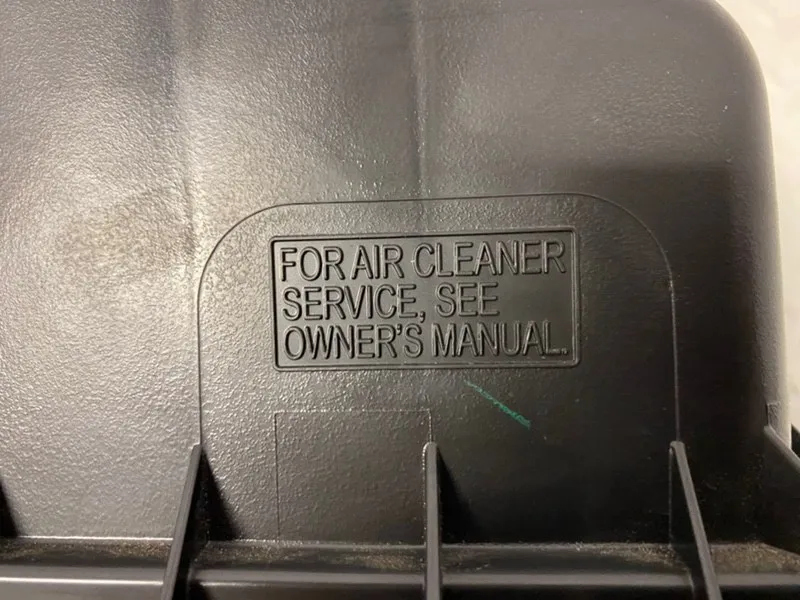 FOR AIR CLEANER
SERVICE, SEE
OWNER'S MANUAL.